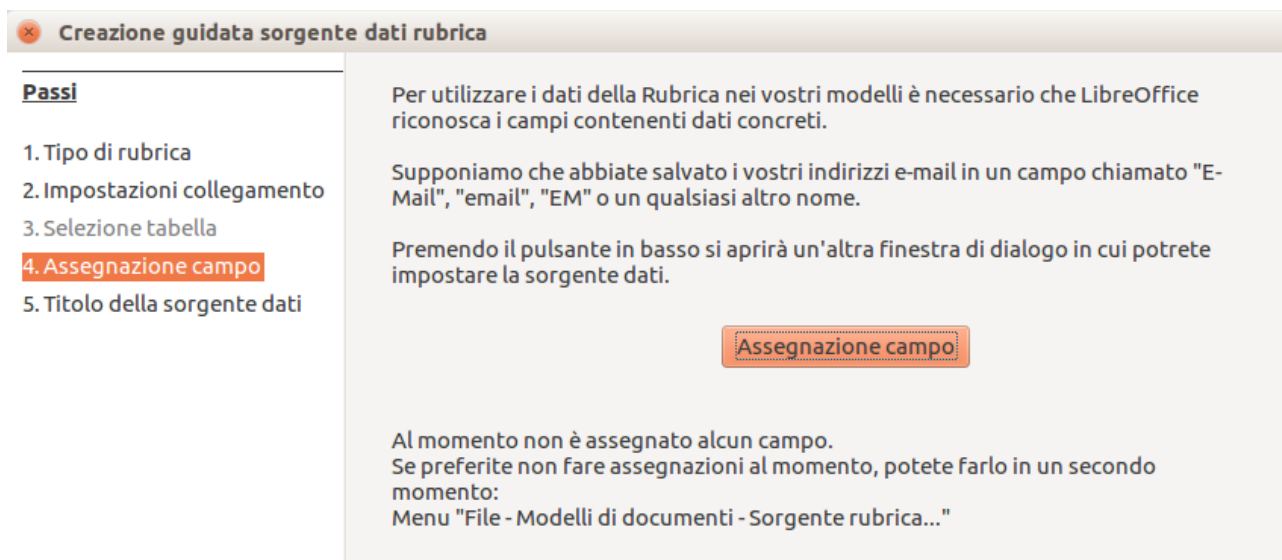 Creazione guidata sorgente dati rubrica
Passi
1. Tipo di rubrica
2. Impostazioni collegamento
3. Selezione tabella
4. Assegnazione campo
5. Titolo della sorgente dati
Per utilizzare i dati della Rubrica nei vostri modelli è necessario che LibreOffice
riconosca i campi contenenti dati concreti.
Supponiamo che abbiate salvato i vostri indirizzi e-mail in un campo chiamato "E-
Mail", "email", "EM" o un qualsiasi altro nome.
Premendo il pulsante in basso si aprirà un'altra finestra di dialogo in cui potrete
impostare la sorgente dati.
Assegnazione campo
Al momento non è assegnato alcun campo.
Se preferite non fare assegnazioni al momento, potete farlo in un secondo
momento:
Menu "File - Modelli di documenti - Sorgente rubrica..."